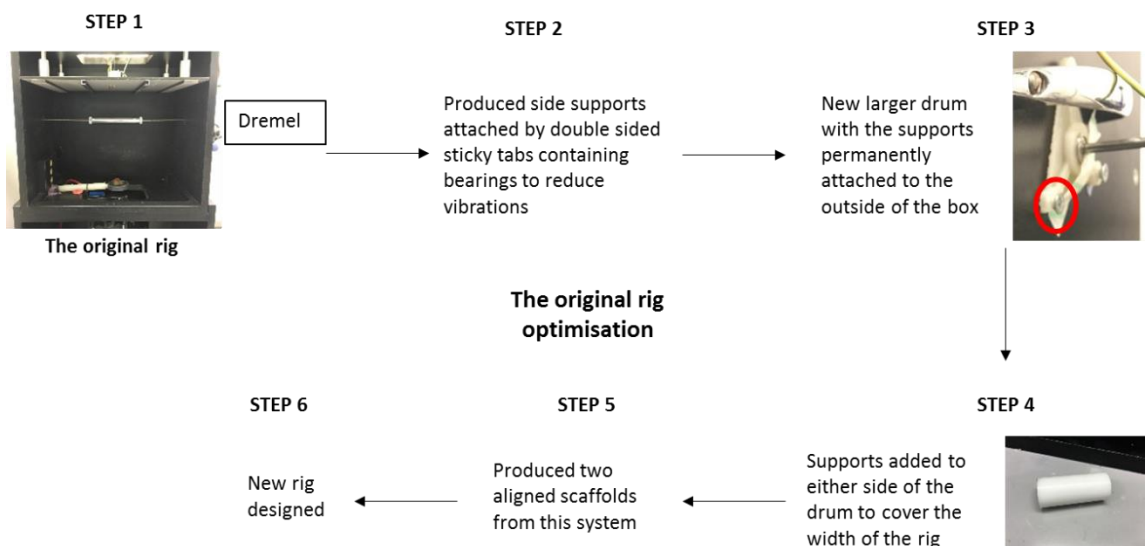 STEP 1
The original rig
Dremel
STEP 2
Produced side supports
attached by double sided
sticky tabs containing
bearings to reduce
vibrations
STEP 3
New larger drum
with the supports
permanently
attached to the
outside of the box
The original rig
optimisation
STEP 4
Supports added to
either side of the
drum to cover the
width of the rig
STEP 5
Produced two
aligned scaffolds
from this system
STEP 6
New rig
designed